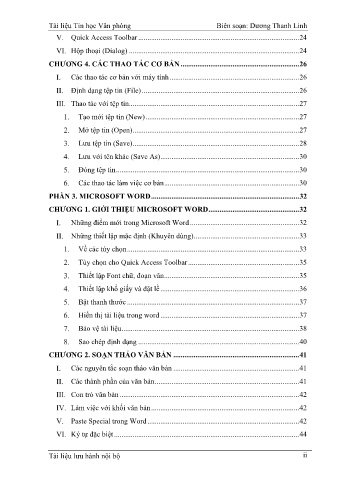 Tài liệu Tin học Văn phòng Biên soạn: Dương Thanh Linh
V. Quick Access Toolbar 24
VI. Hộp thoại (Dialog) 24
CHƯƠNG 4. CÁC THAO TÁC CƠ BẢN 26
I. Các thao tác cơ bản với máy tính 26
II. Định dạng tệp tin (File) 26
III. Thao tác với tệp tin 27
1. Tạo mới tệp tin (New) 27
2. Mở tệp tin (Open) 27
3. Lưu tệp tin (Save) 28
4. Lưu với tên khác (Save As) 30
5. Đóng tệp tin 30
6. Các thao tác làm việc cơ bản 30
PHẦN 3. MICROSOFT WORD 32
CHƯƠNG 1. GIỚI THIỆU MICROSOFT WORD 32
I. Những điểm mới trong Microsoft Word 32
II. Những thiết lập mặc định (Khuyên dùng) 33
1. Về các tùy chọn 33
2. Tùy chọn cho Quick Access Toolbar 35
3. Thiết lập Font chữ, đoạn văn 35
4. Thiết lập khổ giấy và đặt lề 36
5. Bật thanh thước 37
6. Hiển thị tài liệu trong word 37
7. Bảo vệ tài liệu 38
8. Sao chép định dạng 40
CHƯƠNG 2. SOẠN THẢO VĂN BẢN 41
I. Các nguyên tắc soạn thảo văn bản 41
II. Các thành phần của văn bản 41
III. Con trỏ văn bản 42
IV. Làm việc với khối văn bản 42
V. Paste Special trong Word 42
VI. Ký tự đặc biệt 44
Tài liệu lưu hành nội bộ ii